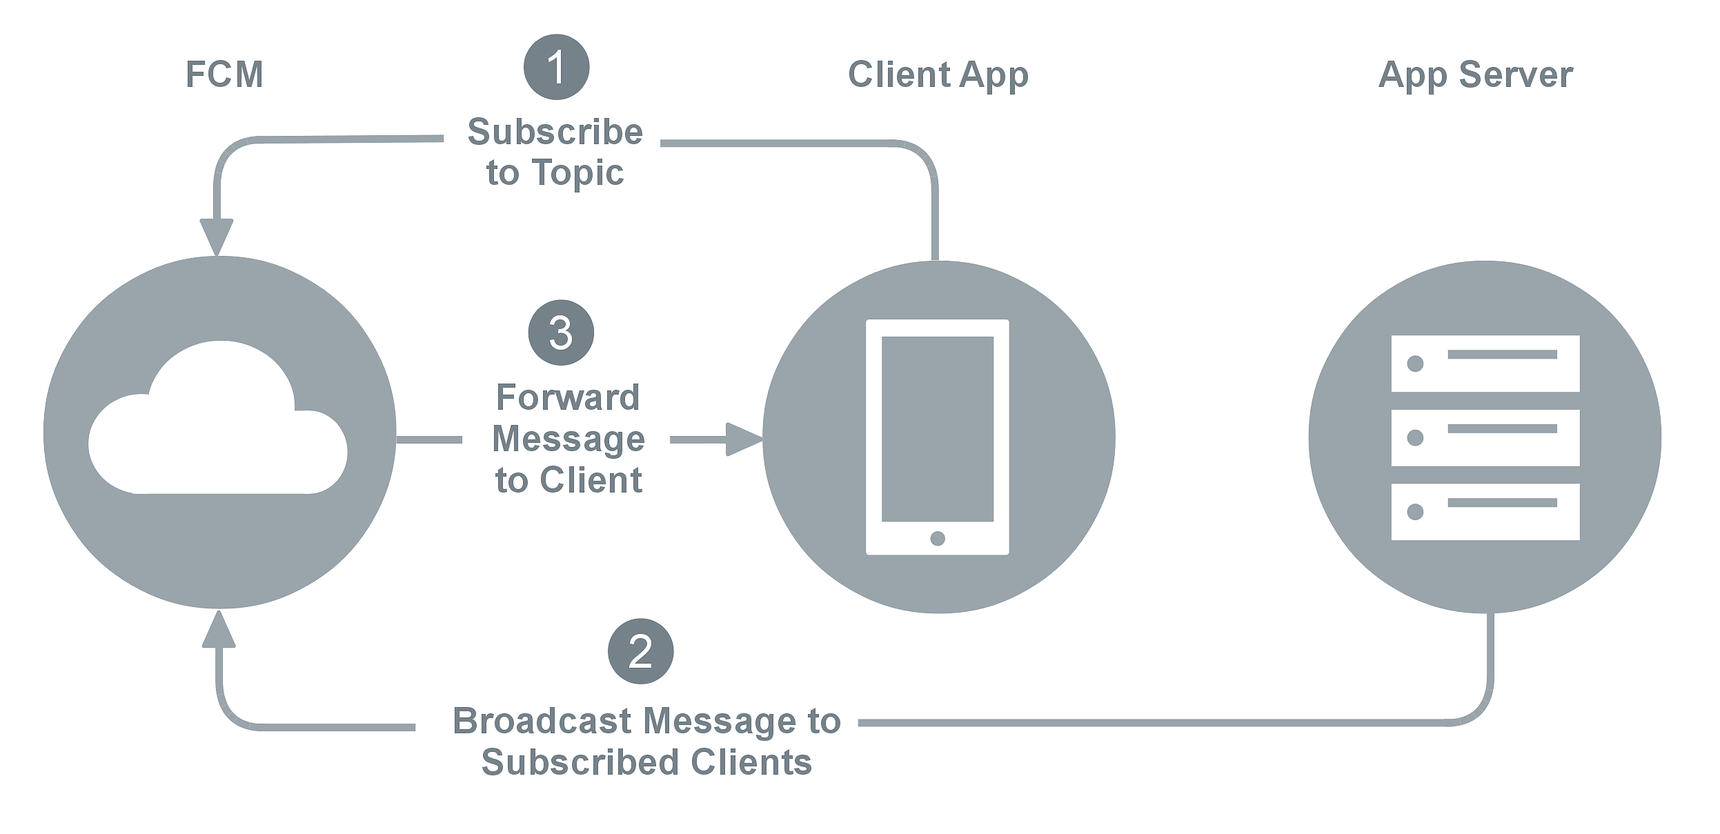 FCM
1
Client App
App Server
Subscribe
to Topic
3
Forward
Message
to Client
2
Broadcast Message to
Subscribed Clients